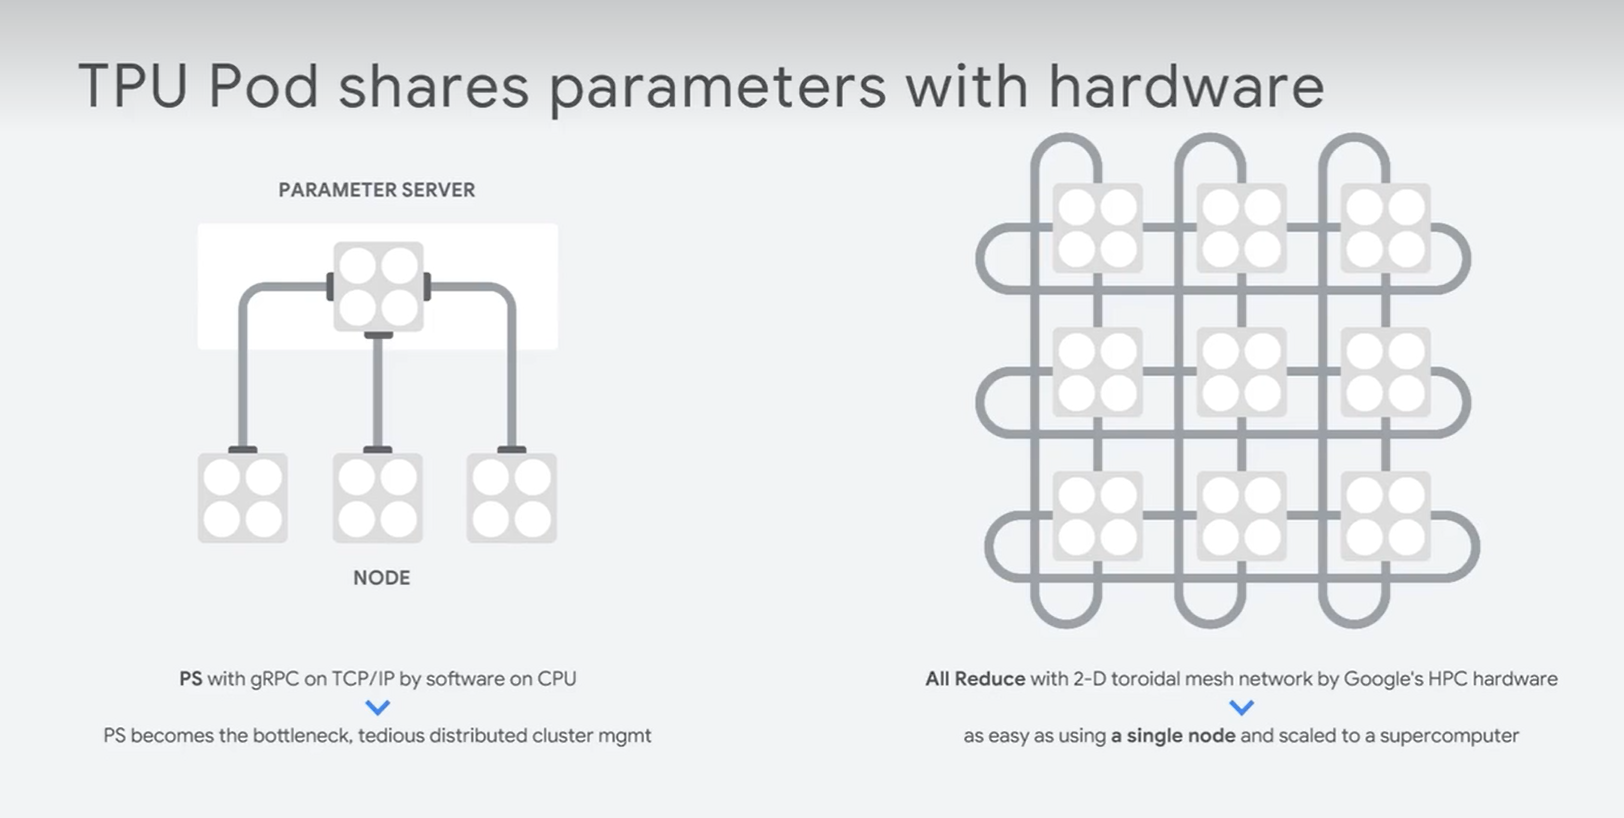 TPU Pod shares parameters with hardware
PARAMETER SERVER
NODE
PS with gRPC on TCP/IP by software on CPU
PS becomes the bottleneck, tedious distributed cluster mgmt
All Reduce with 2-D toroidal mesh network by Google's HPC hardware
as easy as using a single node and scaled to a supercomputer